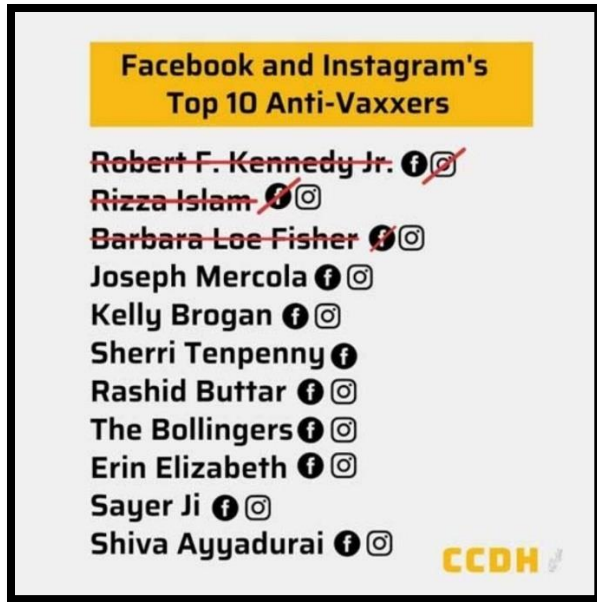 Facebook and Instagram's
Top 10 Anti-Vaxxers
Robert F. Kennedy Jr.
Rizza Islam
Barbara Loe Fisher
Joseph Mercola
Kelly Brogan
Sherri Tenpenny
Rashid Buttar
The Bollingers
Erin Elizabeth
Sayer Ji
Shiva Ayyadurai
CCDH